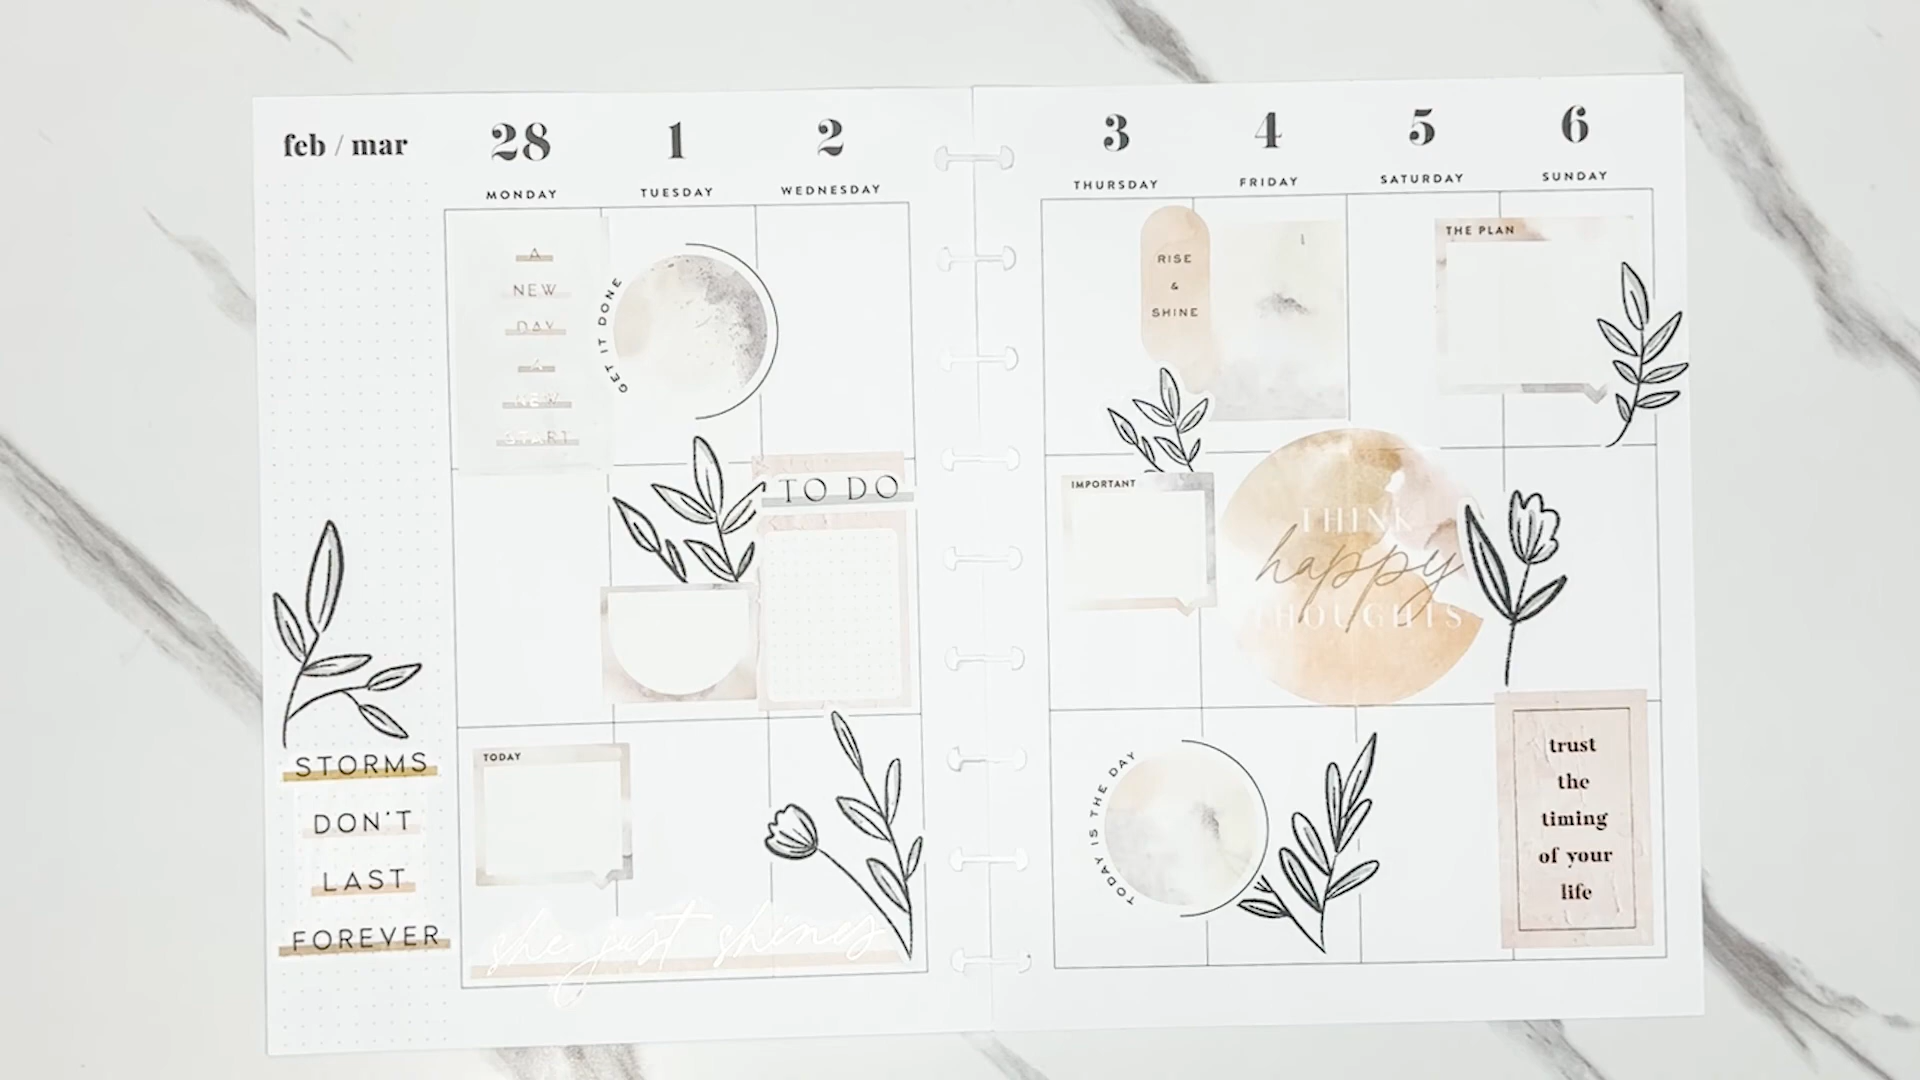 feb / mar
28
MONDAY
1
TUESDAY
2
WEDNESDAY
3
THURSDAY
4
FRIDAY
5
SATURDAY
6
SUNDAY
A
NEW
DAY
A
NEW
START
GET IT DONE
TO DO
STORMS
DON'T
LAST
FOREVER
TODAY
she just shines
RISE
&
SHINE
THE PLAN
IMPORTANT
THINK
happy
THOUGHTS
TODAY IS THE DAY
trust
the
timing
of your
life